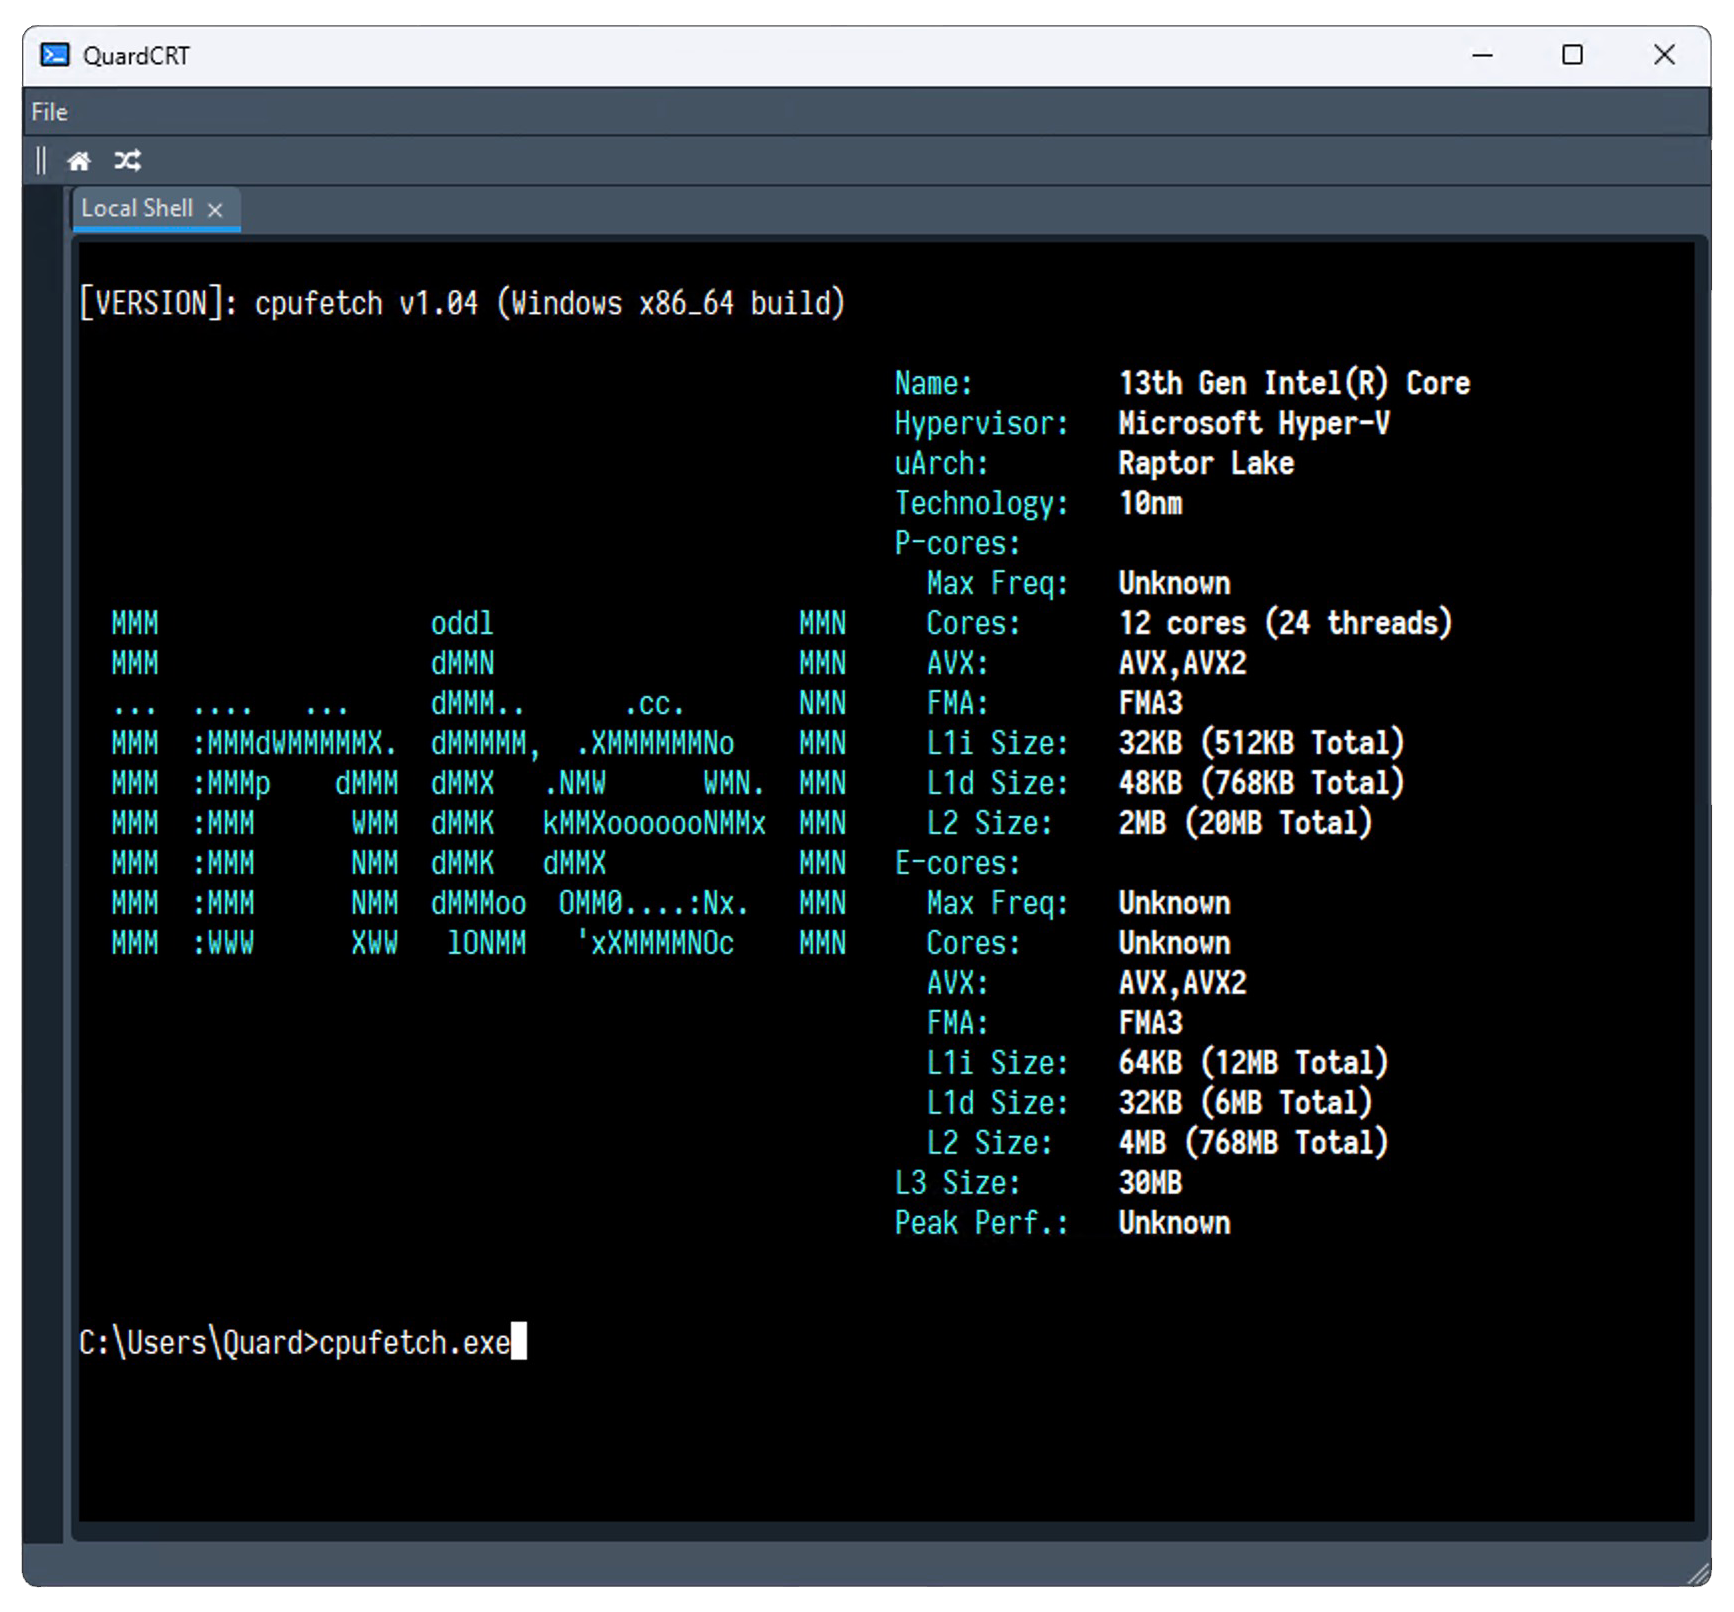 QuardCRT
File
Local Shell
[VERSION]: cpufetch v1.04 (Windows x86_64 build)
Name: 13th Gen Intel(R) Core
Hypervisor: Microsoft Hyper-V
uArch: Raptor Lake
Technology: 10nm
P-cores:
Max Freq: Unknown
MMM oddl MMN Cores: 12 cores (24 threads)
MMM dMMN MMN AVX: AVX,AVX2
... .... ... dMMM.. .cc. NMN FMA: FMA3
MMM :MMMdWMMMMMX. dMMMMM, .XMMMMMMNo MMN L1i Size: 32KB (512KB Total)
MMM :MMMp dMMM dMMX .NMW WMN. MMN L1d Size: 48KB (768KB Total)
MMM :MMM WMM dMMK kMMXooooooNMMx MMN L2 Size: 2MB (20MB Total)
MMM :MMM NMM dMMK dMMX MMN E-cores:
MMM :MMM NMM dMMMoo OMM0....:Nx. MMN Max Freq: Unknown
MMM :WWW XWW lONMM 'xXMMMMNOc MMN Cores: Unknown
AVX: AVX,AVX2
FMA: FMA3
L1i Size: 64KB (12MB Total)
L1d Size: 32KB (6MB Total)
L2 Size: 4MB (768MB Total)
L3 Size: 30MB
Peak Perf.: Unknown
C:\Users\Quard>cpufetch.exe